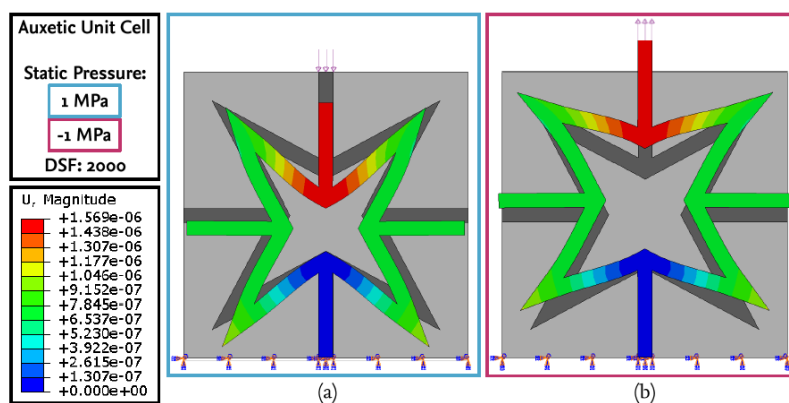 Auxetic Unit Cell
Static Pressure:
1 MPa
-1 MPa
DSF: 2000
U, Magnitude
+1.569e-06
+1.438e-06
+1.307e-06
+1.177e-06
+1.046e-06
+9.152e-07
+7.845e-07
+6.537e-07
+5.230e-07
+3.922e-07
+2.615e-07
+1.307e-07
+0.000e+00
(a)
(b)